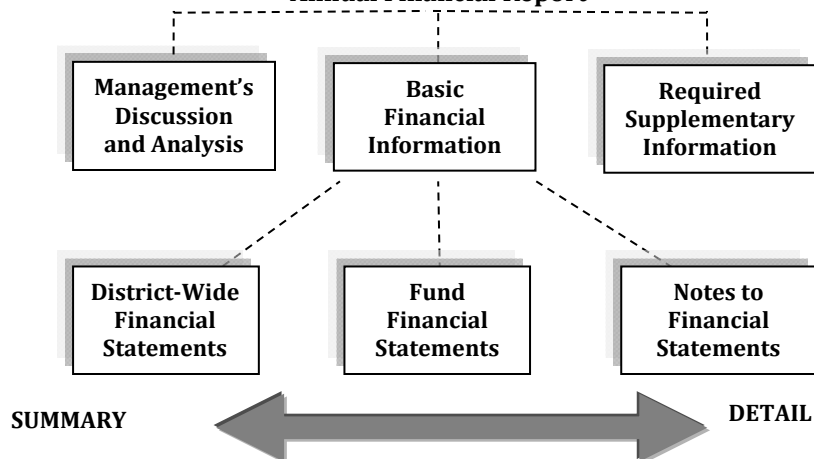 Management's
Discussion
and Analysis
Basic
Financial
Information
Required
Supplementary
Information
District-Wide
Financial
Statements
Fund
Financial
Statements
Notes to
Financial
Statements
SUMMARY
DETAIL